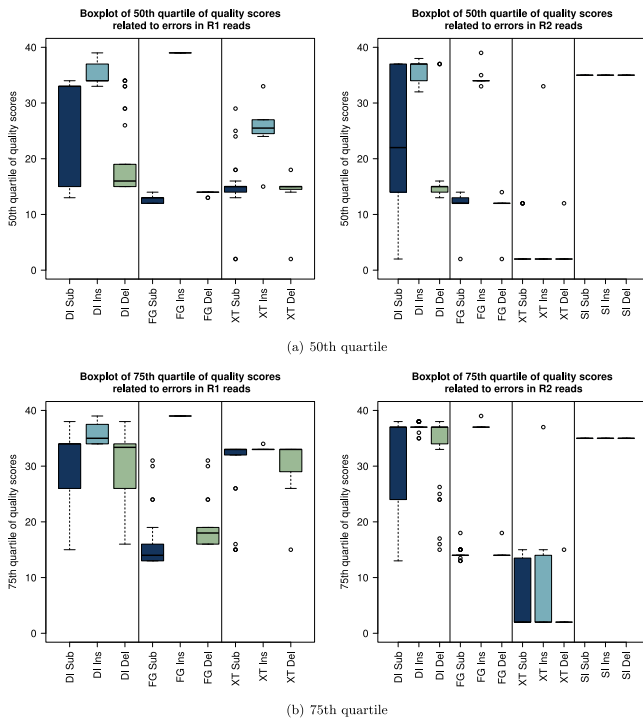 Boxplot of 50th quartile of quality scores
related to errors in R1 reads
50th quartile of quality scores
40
30
20
10
0
DI Sub
DI Ins
DI Del
FG Sub
FG Ins
FG Del
XT Sub
XT Ins
XT Del
Boxplot of 50th quartile of quality scores
related to errors in R2 reads
50th quartile of quality scores
40
30
20
10
0
DI Sub
DI Ins
DI Del
FG Sub
FG Ins
FG Del
XT Sub
XT Ins
XT Del
SI Sub
SI Ins
SI Del
(a) 50th quartile
Boxplot of 75th quartile of quality scores
related to errors in R1 reads
75th quartile of quality scores
40
30
20
10
0
DI Sub
DI Ins
DI Del
FG Sub
FG Ins
FG Del
XT Sub
XT Ins
XT Del
Boxplot of 75th quartile of quality scores
related to errors in R2 reads
75th quartile of quality scores
40
30
20
10
0
DI Sub
DI Ins
DI Del
FG Sub
FG Ins
FG Del
XT Sub
XT Ins
XT Del
SI Sub
SI Ins
SI Del
(b) 75th quartile